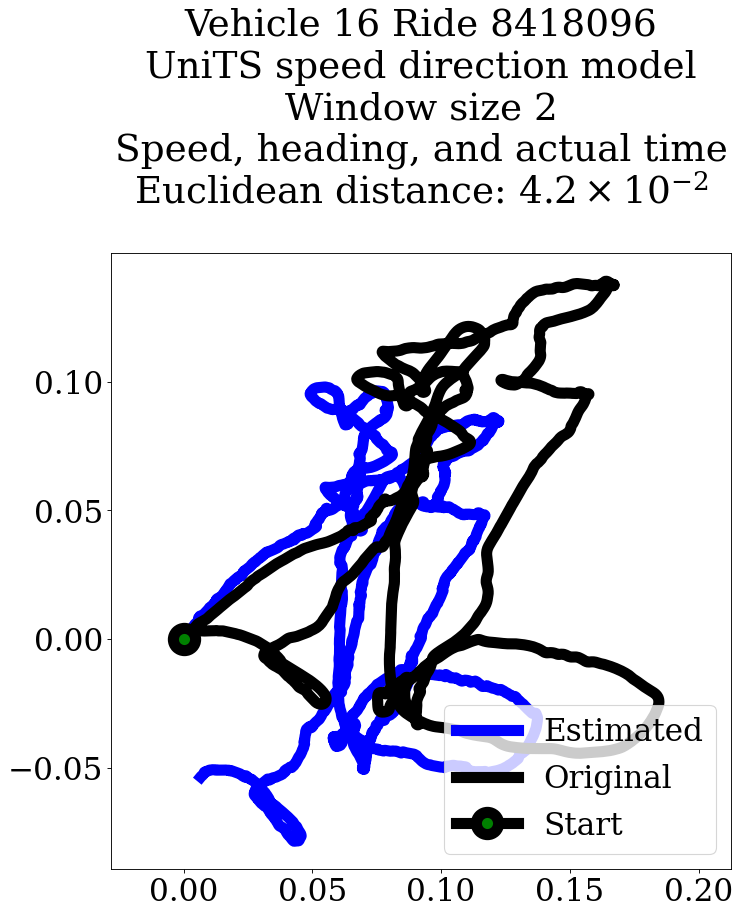 Vehicle 16 Ride 8418096
UniTS speed direction model
Window size 2
Speed, heading, and actual time
Euclidean distance: 4.2 × 10⁻²
0.10
0.05
0.00
−0.05
Estimated
Original
Start
0.00 0.05 0.10 0.15 0.20